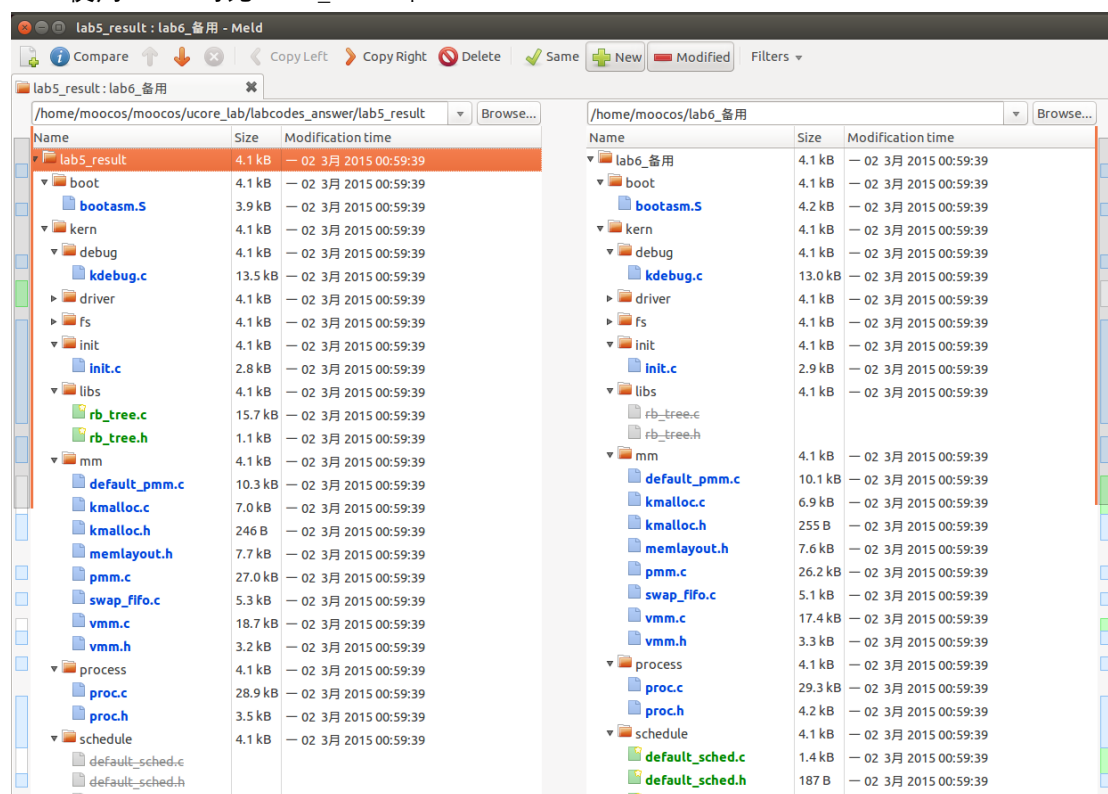 lab5_result : lab6_备用 - Meld
Compare Copy Left Copy Right Delete Same New Modified Filters
lab5_result : lab6_备用
/home/moocos/moocos/ucore_lab/labcodes_answer/lab5_result Browse... /home/moocos/lab6_备用 Browse...
Name Size Modification time Name Size Modification time
lab5_result 4.1 kB 一 02 3月 2015 00:59:39 lab6_备用 4.1 kB 一 02 3月 2015 00:59:39
boot 4.1 kB 一 02 3月 2015 00:59:39 boot 4.1 kB 一 02 3月 2015 00:59:39
bootasm.S 3.9 kB 一 02 3月 2015 00:59:39 bootasm.S 4.2 kB 一 02 3月 2015 00:59:39
kern 4.1 kB 一 02 3月 2015 00:59:39 kern 4.1 kB 一 02 3月 2015 00:59:39
debug 4.1 kB 一 02 3月 2015 00:59:39 debug 4.1 kB 一 02 3月 2015 00:59:39
kdebug.c 13.5 kB 一 02 3月 2015 00:59:39 kdebug.c 13.0 kB 一 02 3月 2015 00:59:39
driver 4.1 kB 一 02 3月 2015 00:59:39 driver 4.1 kB 一 02 3月 2015 00:59:39
fs 4.1 kB 一 02 3月 2015 00:59:39 fs 4.1 kB 一 02 3月 2015 00:59:39
init 4.1 kB 一 02 3月 2015 00:59:39 init 4.1 kB 一 02 3月 2015 00:59:39
init.c 2.8 kB 一 02 3月 2015 00:59:39 init.c 2.9 kB 一 02 3月 2015 00:59:39
libs 4.1 kB 一 02 3月 2015 00:59:39 libs 4.1 kB 一 02 3月 2015 00:59:39
rb_tree.c 15.7 kB 一 02 3月 2015 00:59:39 rb_tree.c
rb_tree.h 1.1 kB 一 02 3月 2015 00:59:39 rb_tree.h
mm 4.1 kB 一 02 3月 2015 00:59:39 mm 4.1 kB 一 02 3月 2015 00:59:39
default_pmm.c 10.3 kB 一 02 3月 2015 00:59:39 default_pmm.c 10.1 kB 一 02 3月 2015 00:59:39
kmalloc.c 7.0 kB 一 02 3月 2015 00:59:39 kmalloc.c 6.9 kB 一 02 3月 2015 00:59:39
kmalloc.h 246 B 一 02 3月 2015 00:59:39 kmalloc.h 255 B 一 02 3月 2015 00:59:39
memlayout.h 7.7 kB 一 02 3月 2015 00:59:39 memlayout.h 7.6 kB 一 02 3月 2015 00:59:39
pmm.c 27.0 kB 一 02 3月 2015 00:59:39 pmm.c 26.2 kB 一 02 3月 2015 00:59:39
swap_fifo.c 5.3 kB 一 02 3月 2015 00:59:39 swap_fifo.c 5.1 kB 一 02 3月 2015 00:59:39
vmm.c 18.7 kB 一 02 3月 2015 00:59:39 vmm.c 17.4 kB 一 02 3月 2015 00:59:39
vmm.h 3.2 kB 一 02 3月 2015 00:59:39 vmm.h 3.3 kB 一 02 3月 2015 00:59:39
process 4.1 kB 一 02 3月 2015 00:59:39 process 4.1 kB 一 02 3月 2015 00:59:39
proc.c 28.9 kB 一 02 3月 2015 00:59:39 proc.c 29.3 kB 一 02 3月 2015 00:59:39
proc.h 3.5 kB 一 02 3月 2015 00:59:39 proc.h 4.2 kB 一 02 3月 2015 00:59:39
schedule 4.1 kB 一 02 3月 2015 00:59:39 schedule 4.1 kB 一 02 3月 2015 00:59:39
default_sched.c default_sched.c 1.4 kB 一 02 3月 2015 00:59:39
default_sched.h default_sched.h 187 B 一 02 3月 2015 00:59:39